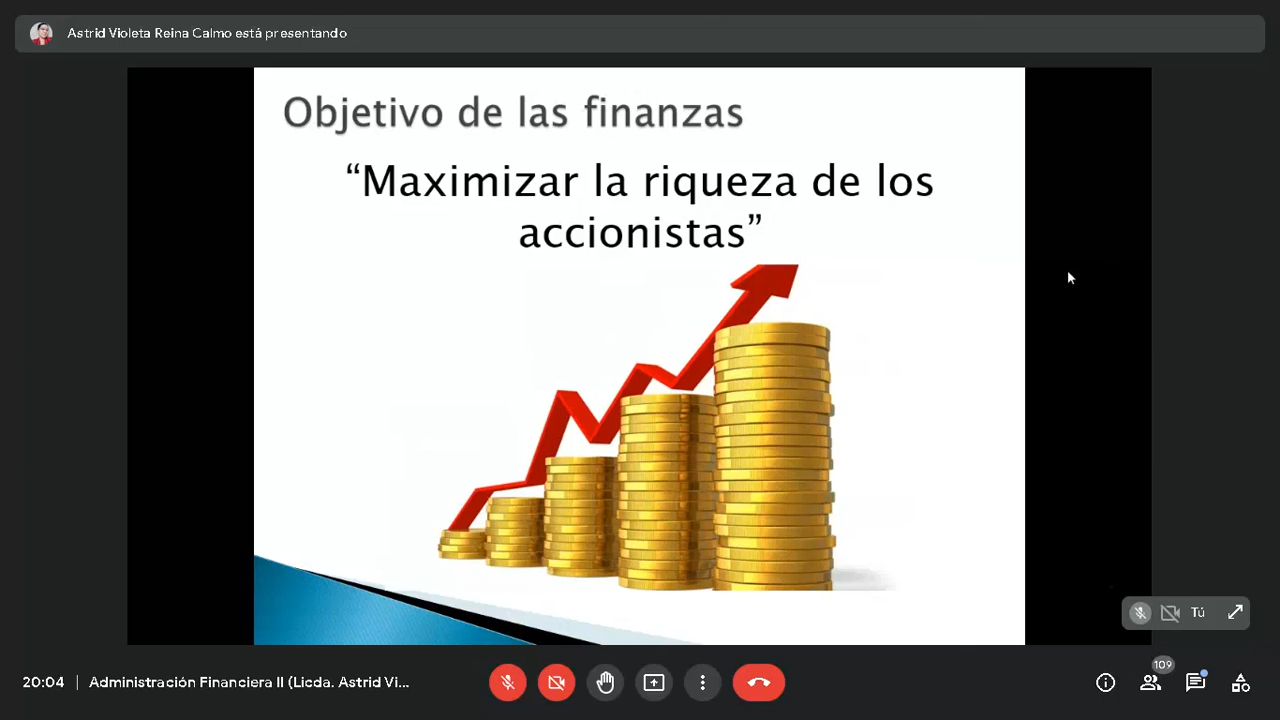 Astrid Violeta Reina Calmo está presentando
Objetivo de las finanzas
“Maximizar la riqueza de los
accionistas”
Tú
109
20:04 | Administración Financiera II (Licda. Astrid Vi...